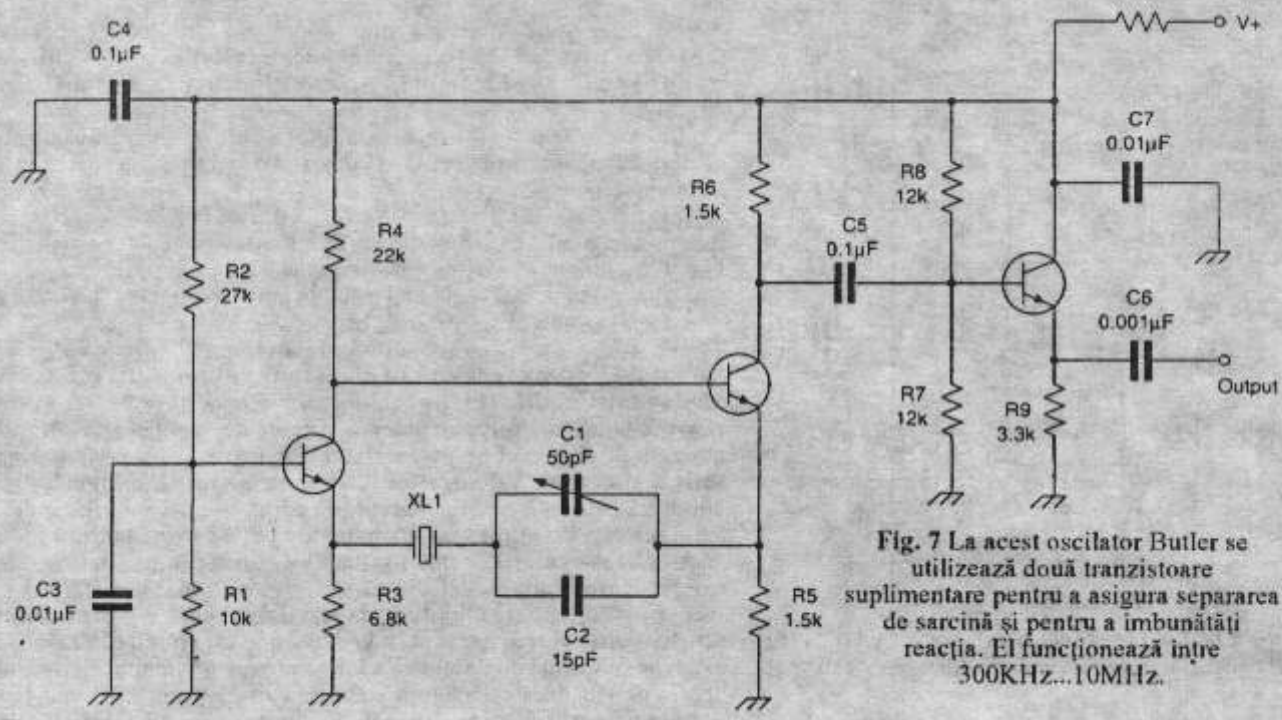 C4
0.1µF
V+
C7
0.01µF
R6
1.5k
R8
12k
R4
22k
C5
0.1µF
R2
27k
C6
0.001µF
Output
R7
12k
R9
3.3k
C1
50pF
XL1
C3
0.01µF
R1
10k
R3
6.8k
C2
15pF
R5
1.5k
Fig. 7 La acest oscilator Butler se
utilizează două tranzistoare
suplimentare pentru a asigura separarea
de sarcină și pentru a imbunătăți
reacția. El funcționează intre
300KHz...10MHz.